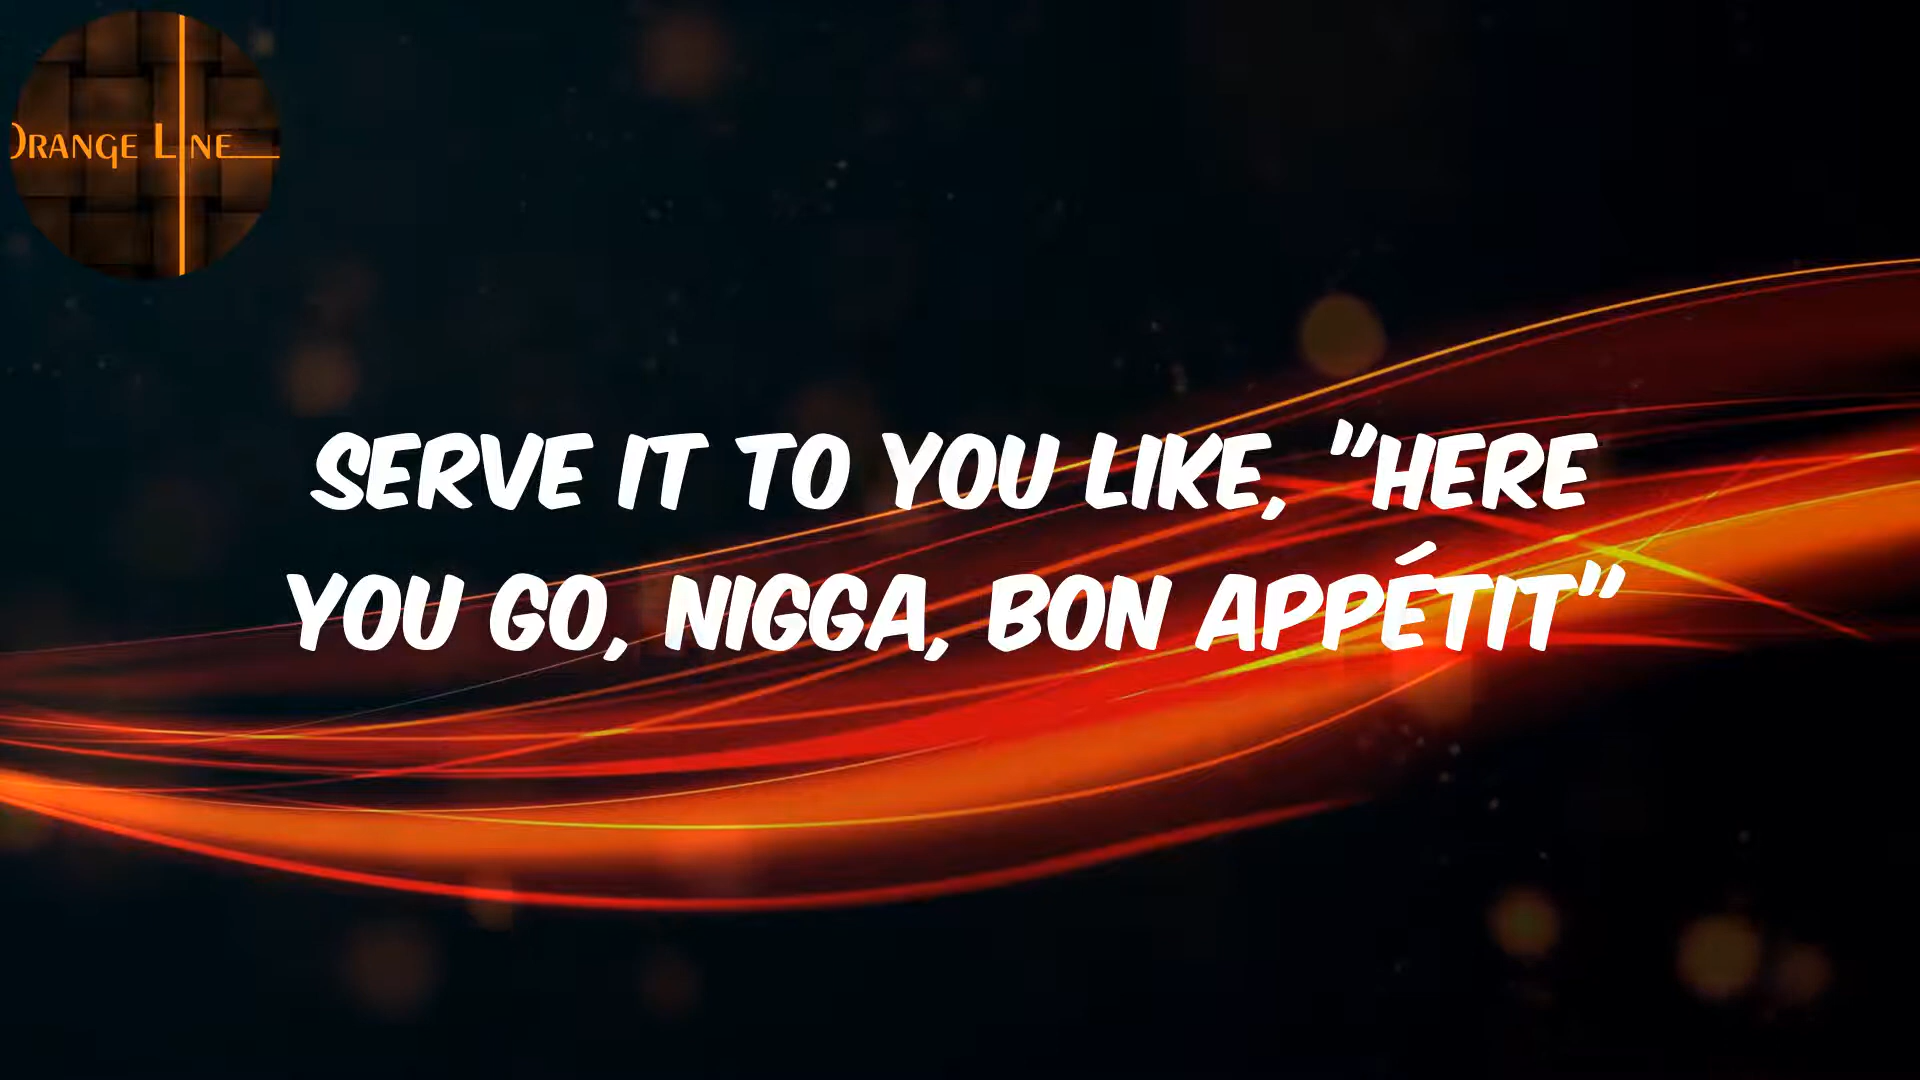 ORANGE LINE
SERVE IT TO YOU LIKE, "HERE
YOU GO, NIGGA, BON APPÉTIT"